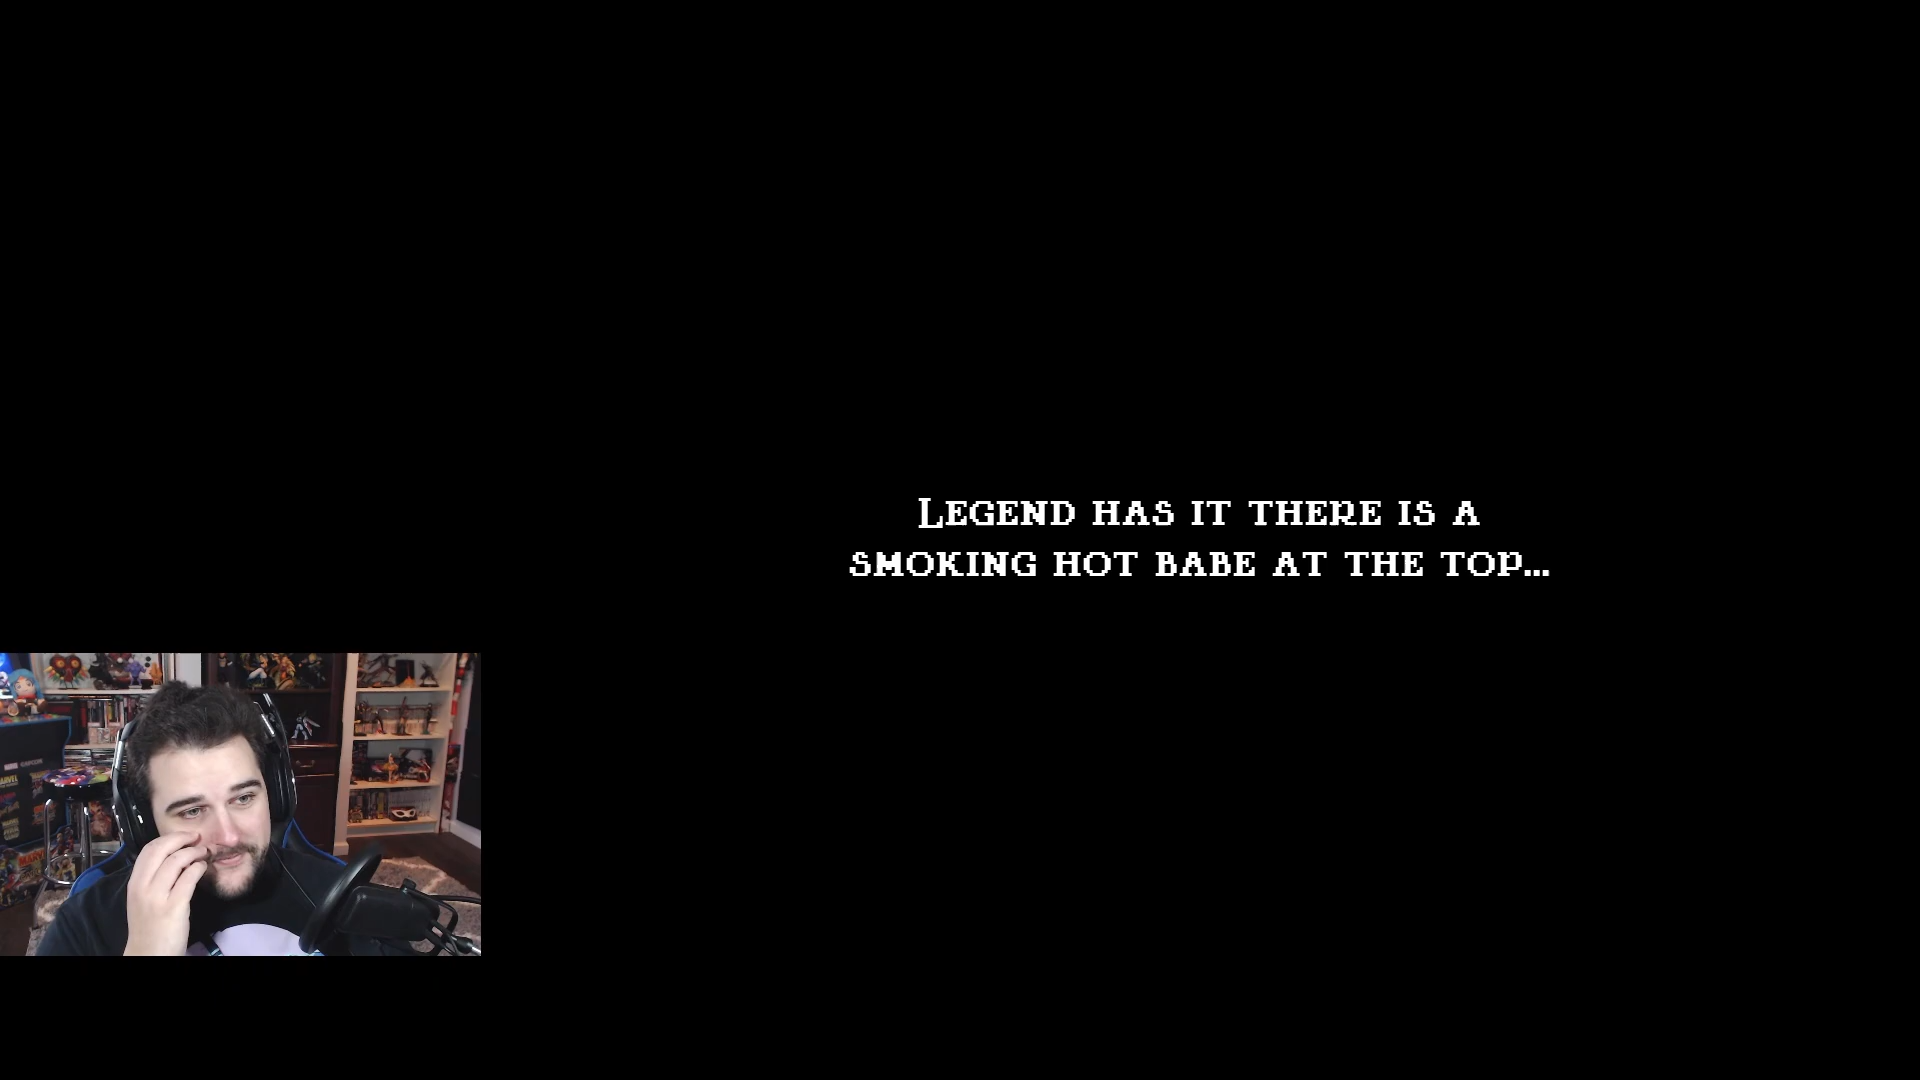 Legend has it there is a
smoking hot babe at the top...